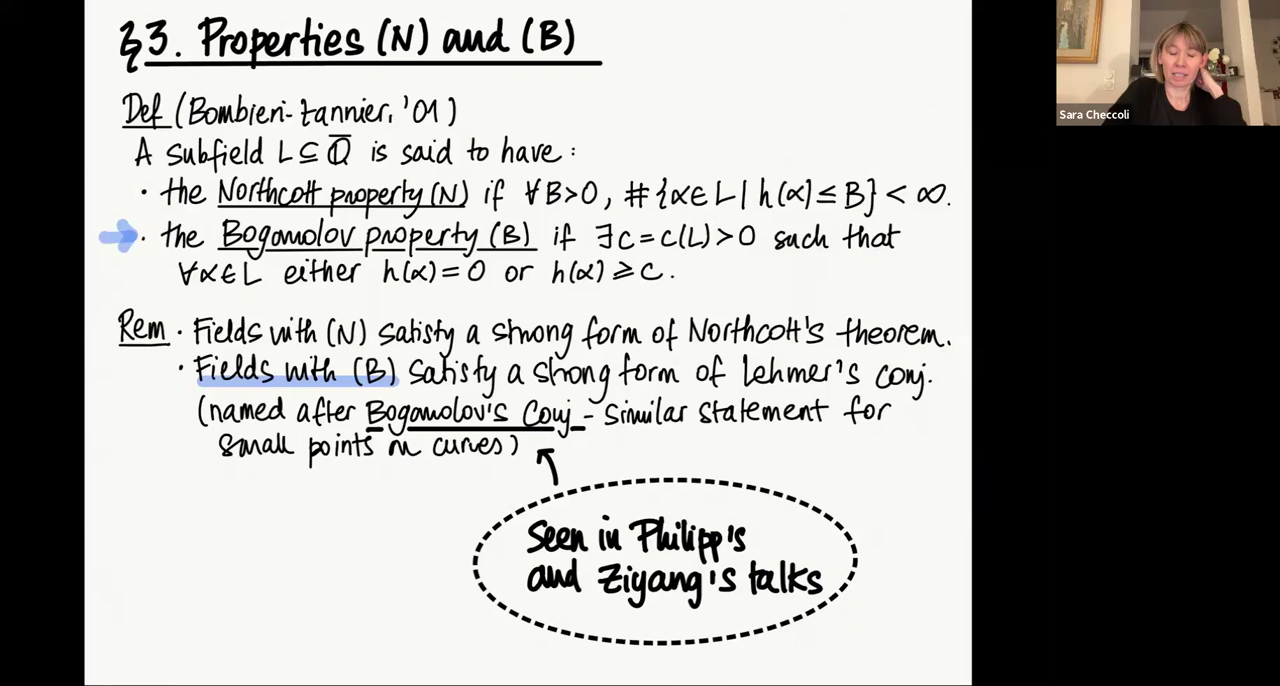 §3. Properties (N) and (B)
Def (Bombieri-Zannier, '01)
A subfield L ⊆ Q̅ is said to have:
· the Northcott property (N) if ∀B>0, #{α∈L | h(α) ≤ B} < ∞.
· the Bogomolov property (B) if ∃c=c(L)>0 such that
∀α∈L either h(α)=0 or h(α) ≥ c.
Rem · Fields with (N) satisfy a strong form of Northcott's theorem.
· Fields with (B) satisfy a strong form of Lehmer's conj.
(named after Bogomolov's Conj - similar statement for
small points on curves)
Seen in Philipp's
and Ziyang's talks
Sara Checcoli